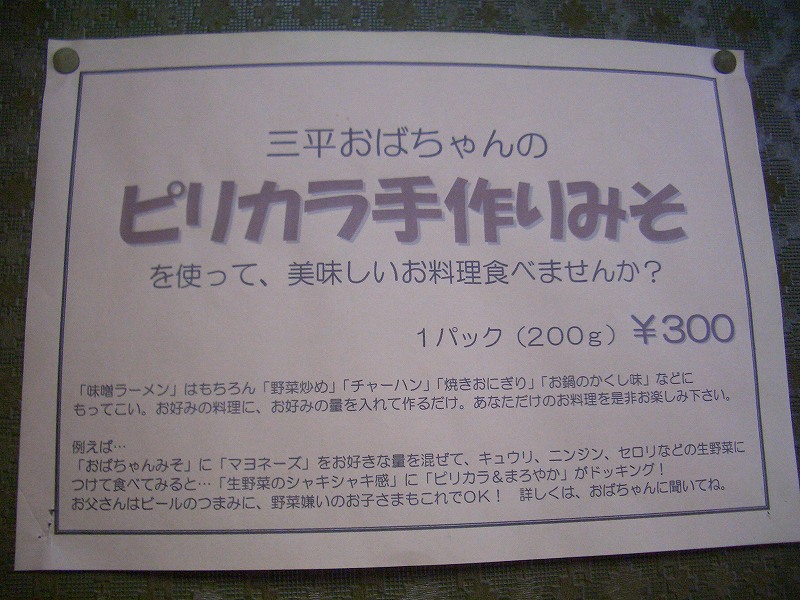 三平おばちゃんの
ピリカラ手作りみそ
を使って、美味しいお料理食べませんか？
1パック（200g）￥300
「味噌ラーメン」はもちろん「野菜炒め」「チャーハン」「焼きおにぎり」「お鍋のかくし味」などに
もってこい。お好みの料理に、お好みの量を入れて作るだけ。あなただけのお料理を是非お楽しみ下さい。
例えば…
「おばちゃんみそ」に「マヨネーズ」をお好きな量を混ぜて、キュウリ、ニンジン、セロリなどの生野菜に
つけて食べてみると…「生野菜のシャキシャキ感」に「ピリカラ＆まろやか」がドッキング！
お父さんはビールのつまみに、野菜嫌いのお子さまもこれでOK！　詳しくは、おばちゃんに聞いてね。